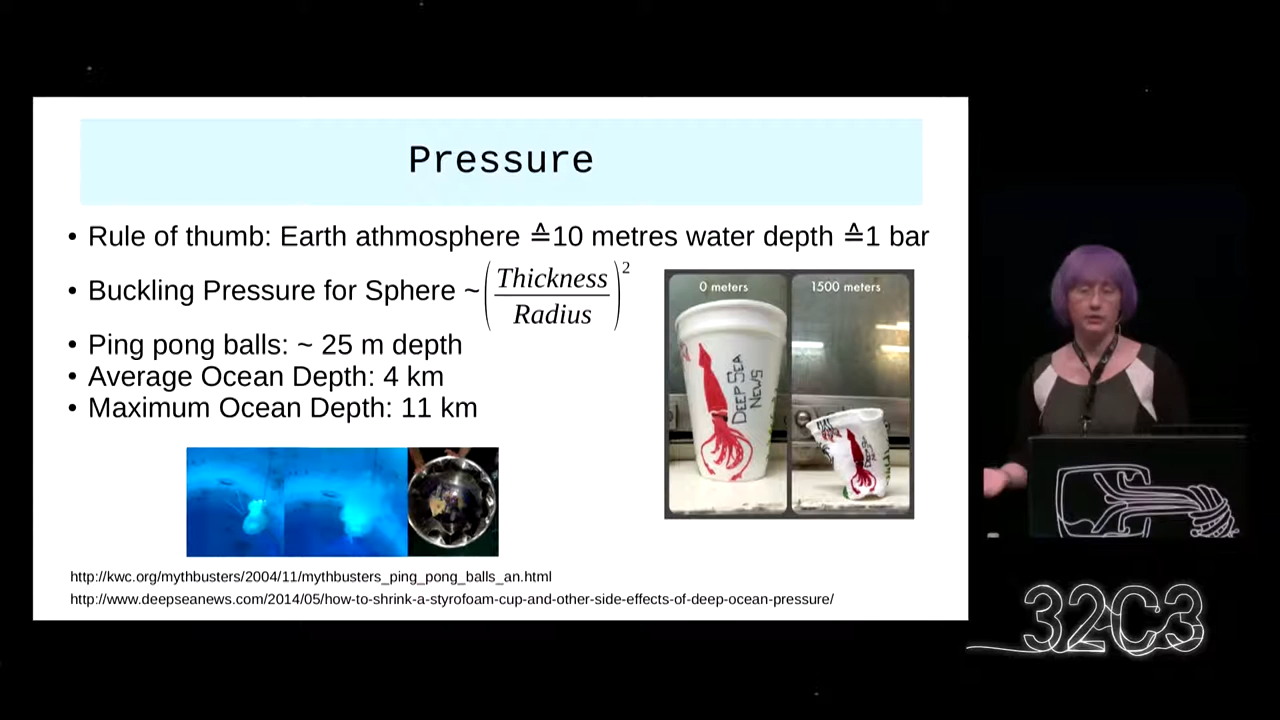 Pressure
• Rule of thumb: Earth athmosphere ≙10 metres water depth ≙1 bar
• Buckling Pressure for Sphere ~(Thickness/Radius)²
0 meters
1500 meters
• Ping pong balls: ~ 25 m depth
• Average Ocean Depth: 4 km
• Maximum Ocean Depth: 11 km
DEEP SEA
NEWS
http://kwc.org/mythbusters/2004/11/mythbusters_ping_pong_balls_an.html
http://www.deepseanews.com/2014/05/how-to-shrink-a-styrofoam-cup-and-other-side-effects-of-deep-ocean-pressure/
32C3